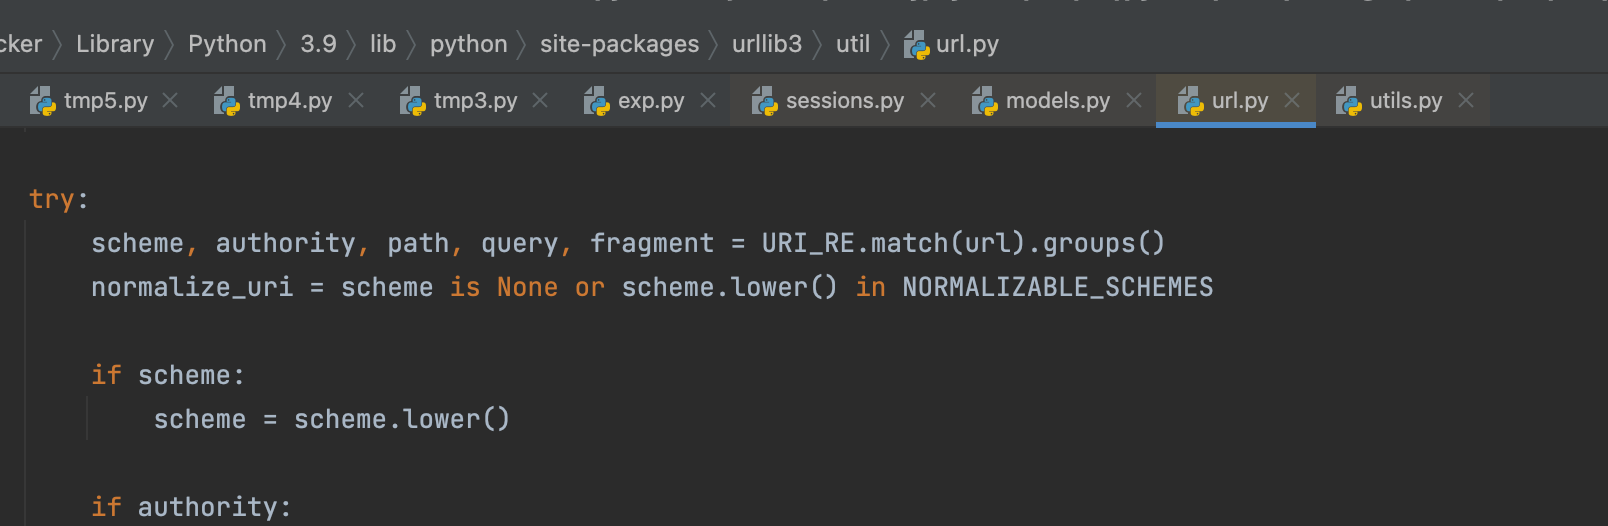 cker Library Python 3.9 lib python site-packages urllib3 util url.py
tmp5.py tmp4.py tmp3.py exp.py sessions.py models.py url.py utils.py
try:
scheme, authority, path, query, fragment = URI_RE.match(url).groups()
normalize_uri = scheme is None or scheme.lower() in NORMALIZABLE_SCHEMES
if scheme:
scheme = scheme.lower()
if authority: